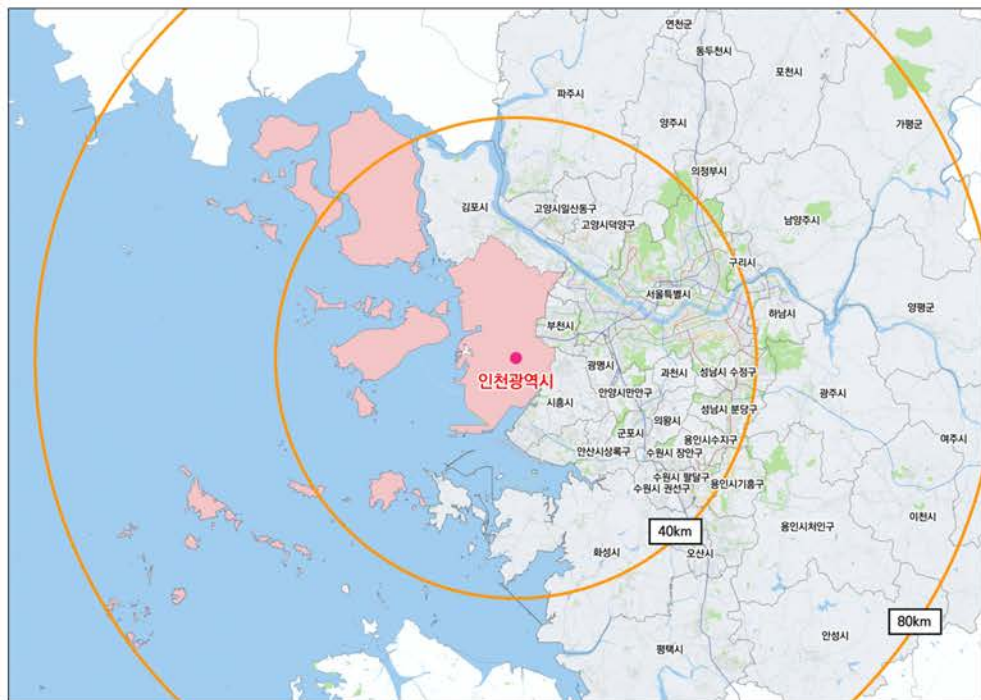 연천군
동두천시
포천시
파주시
가평군
양주시
의정부시
김포시
고양시일산동구
고양시덕양구
남양주시
구리시
서울특별시
양평군
하남시
부천시
광명시
과천시
성남시 수정구
인천광역시
안양시만안구
광주시
시흥시
성남시 분당구
의왕시
군포시
용인시수지구
여주시
안산시상록구
수원시 장안구
수원시 팔달구
용인시기흥구
수원시 권선구
이천시
용인시처인구
40km
화성시
오산시
80km
안성시
평택시